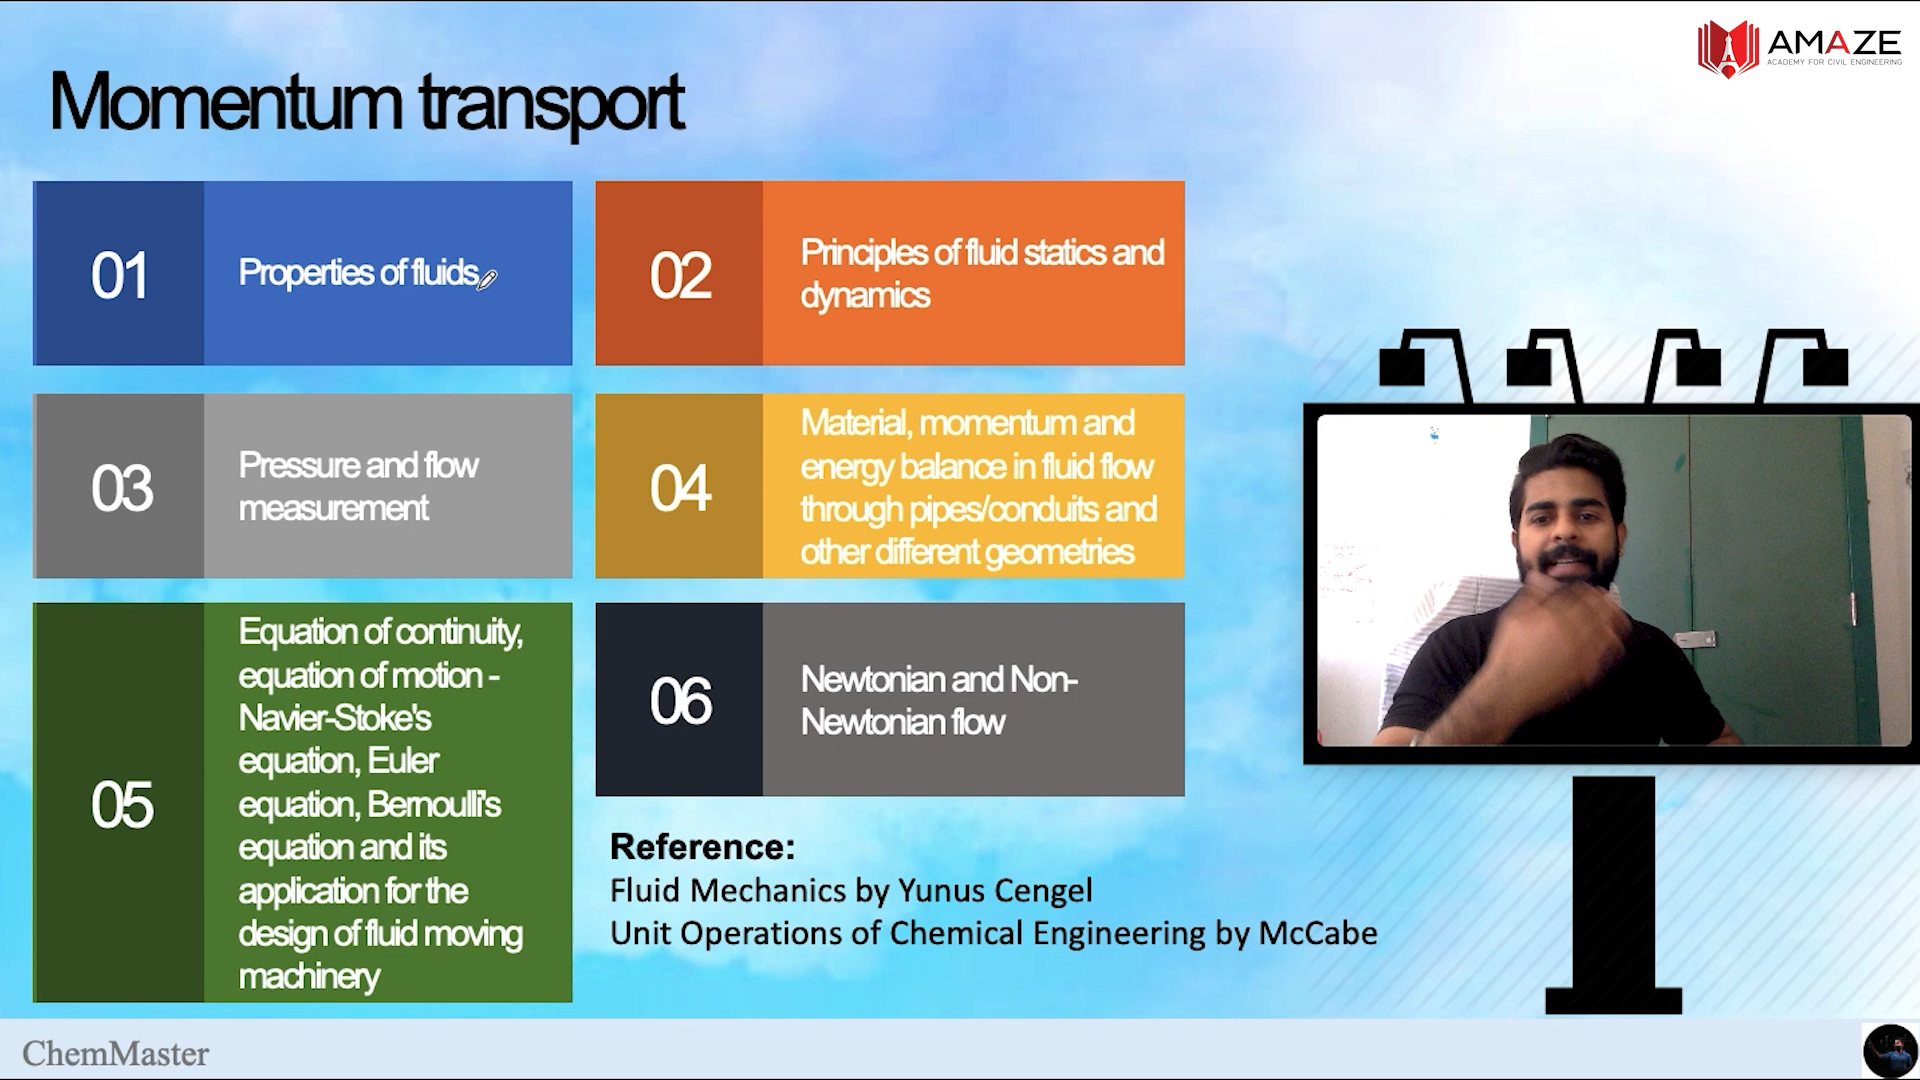 AMAZE
ACADEMY FOR CIVIL ENGINEERING
Momentum transport
01
Properties of fluids
02
Principles of fluid statics and
dynamics
03
Pressure and flow
measurement
04
Material, momentum and
energy balance in fluid flow
through pipes/conduits and
other different geometries
05
Equation of continuity,
equation of motion -
Navier-Stoke's
equation, Euler
equation, Bernoulli's
equation and its
application for the
design of fluid moving
machinery
06
Newtonian and Non-
Newtonian flow
Reference:
Fluid Mechanics by Yunus Cengel
Unit Operations of Chemical Engineering by McCabe
ChemMaster